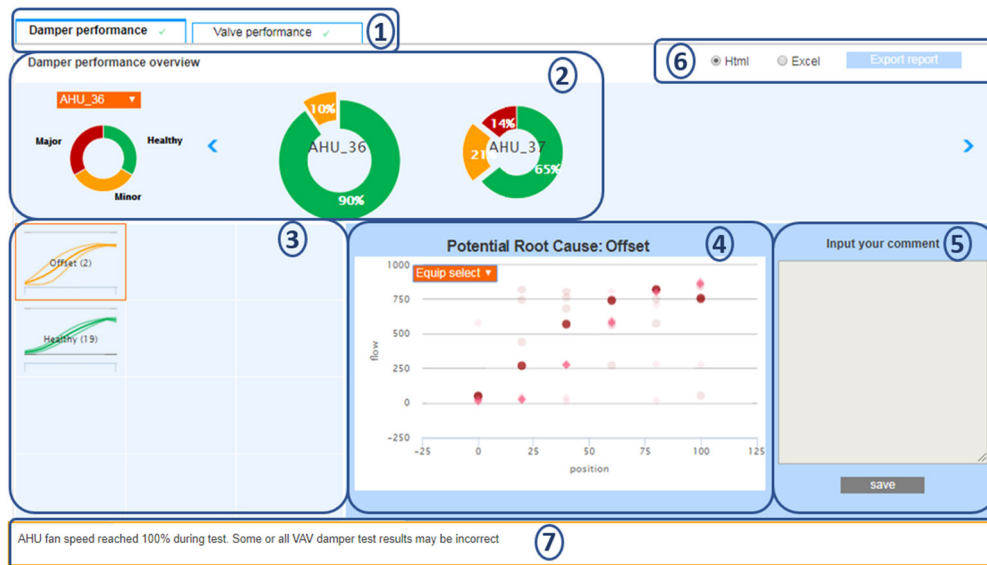 Damper performance ✓
Valve performance ✓
1
Damper performance overview
2
6
Html
Excel
Export report
AHU_36
Major
Healthy
Minor
10%
AHU_36
90%
14%
AHU_37
21%
65%
3
Offset (2)
Healthy (19)
Potential Root Cause: Offset
4
Equip select
1000
750
500
250
0
-250
flow
-25
0
25
50
75
100
125
position
Input your comment
5
save
AHU fan speed reached 100% during test. Some or all VAV damper test results may be incorrect
7